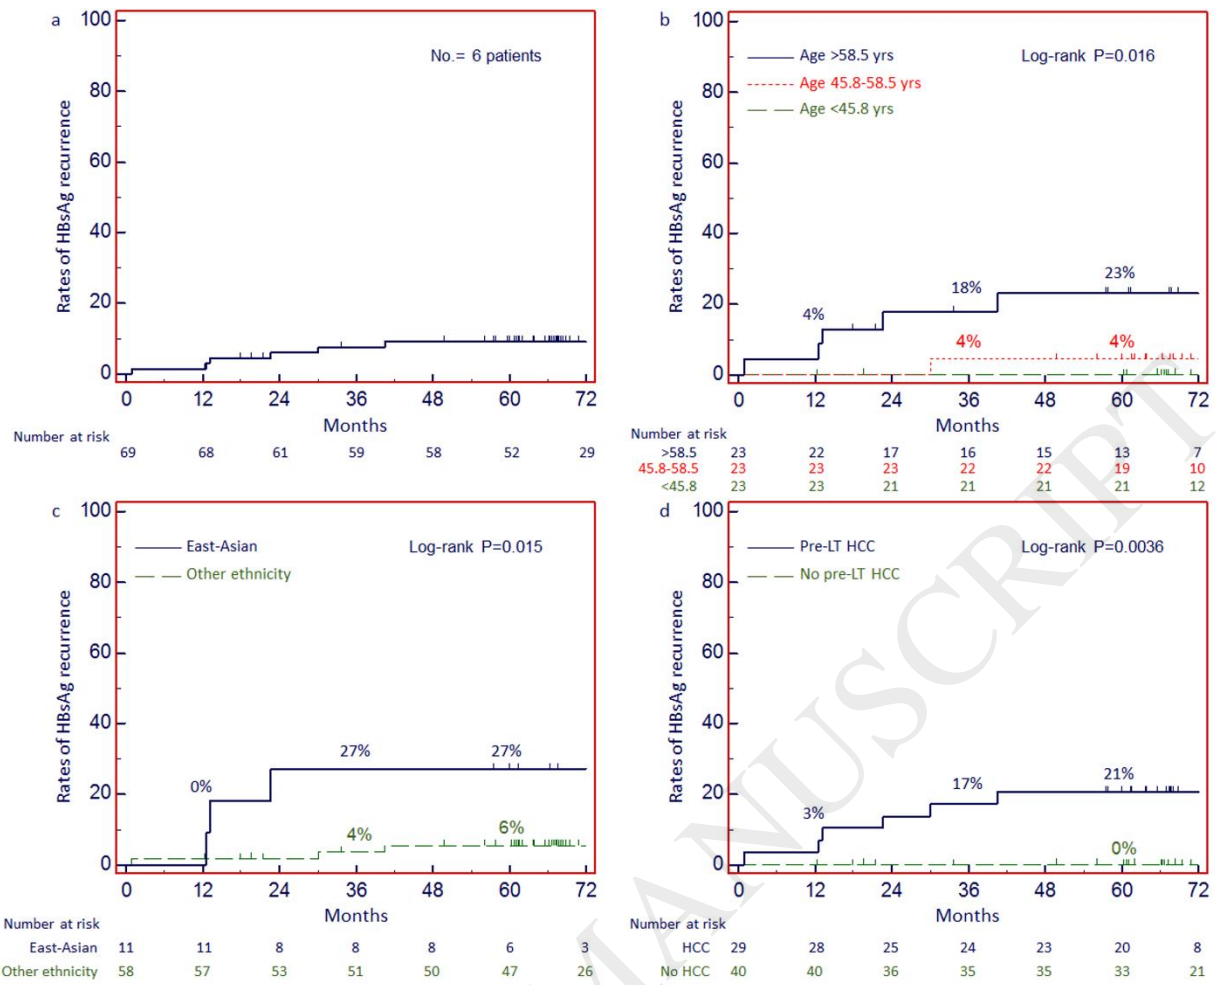 a
No.= 6 patients
Rates of HBsAg recurrence
100
80
60
40
20
0
0 12 24 36 48 60 72
Months
Number at risk
69 68 61 59 58 52 29
b
Age >58.5 yrs
Age 45.8-58.5 yrs
Age <45.8 yrs
Log-rank P=0.016
Rates of HBsAg recurrence
100
80
60
40
20
0
4% 18% 23%
4% 4%
0 12 24 36 48 60 72
Months
Number at risk
>58.5 23 22 17 16 15 13 7
45.8-58.5 23 23 23 22 22 19 10
<45.8 23 23 21 21 21 21 12
c
East-Asian
Other ethnicity
Log-rank P=0.015
Rates of HBsAg recurrence
100
80
60
40
20
0
0% 27% 27%
4% 6%
0 12 24 36 48 60 72
Months
Number at risk
East-Asian 11 11 8 8 8 6 3
Other ethnicity 58 57 53 51 50 47 26
d
Pre-LT HCC
No pre-LT HCC
Log-rank P=0.0036
Rates of HBsAg recurrence
100
80
60
40
20
0
3% 17% 21%
0%
0 12 24 36 48 60 72
Months
Number at risk
HCC 29 28 25 24 23 20 8
No HCC 40 40 36 35 35 33 21
MANUSCRIPT